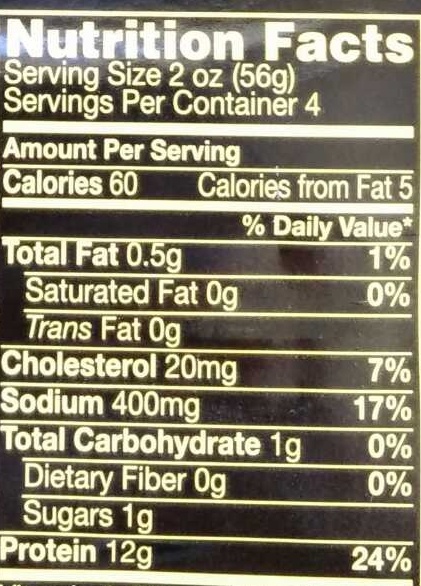 Nutrition Facts
Serving Size 2 oz (56g)
Servings Per Container 4
Amount Per Serving
Calories 60 Calories from Fat 5
% Daily Value*
Total Fat 0.5g 1%
Saturated Fat 0g 0%
Trans Fat 0g
Cholesterol 20mg 7%
Sodium 400mg 17%
Total Carbohydrate 1g 0%
Dietary Fiber 0g 0%
Sugars 1g
Protein 12g 24%